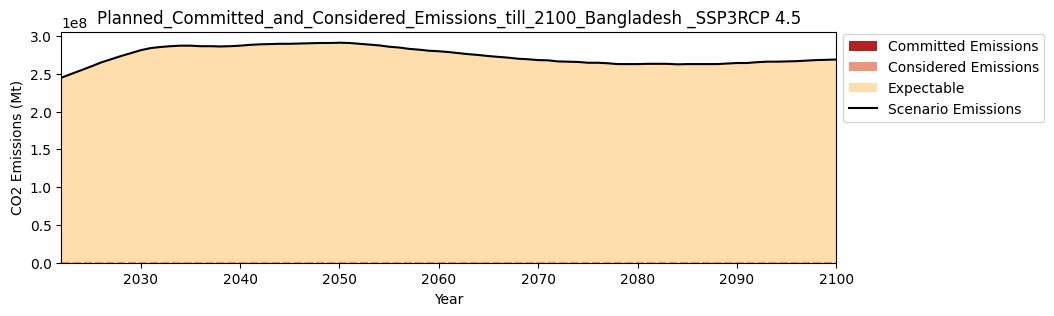 Planned_Committed_and_Considered_Emissions_till_2100_Bangladesh _SSP3RCP 4.5
1e8
3.0
2.5
2.0
1.5
1.0
0.5
0.0
CO2 Emissions (Mt)
2030 2040 2050 2060 2070 2080 2090 2100
Year
Committed Emissions
Considered Emissions
Expectable
Scenario Emissions